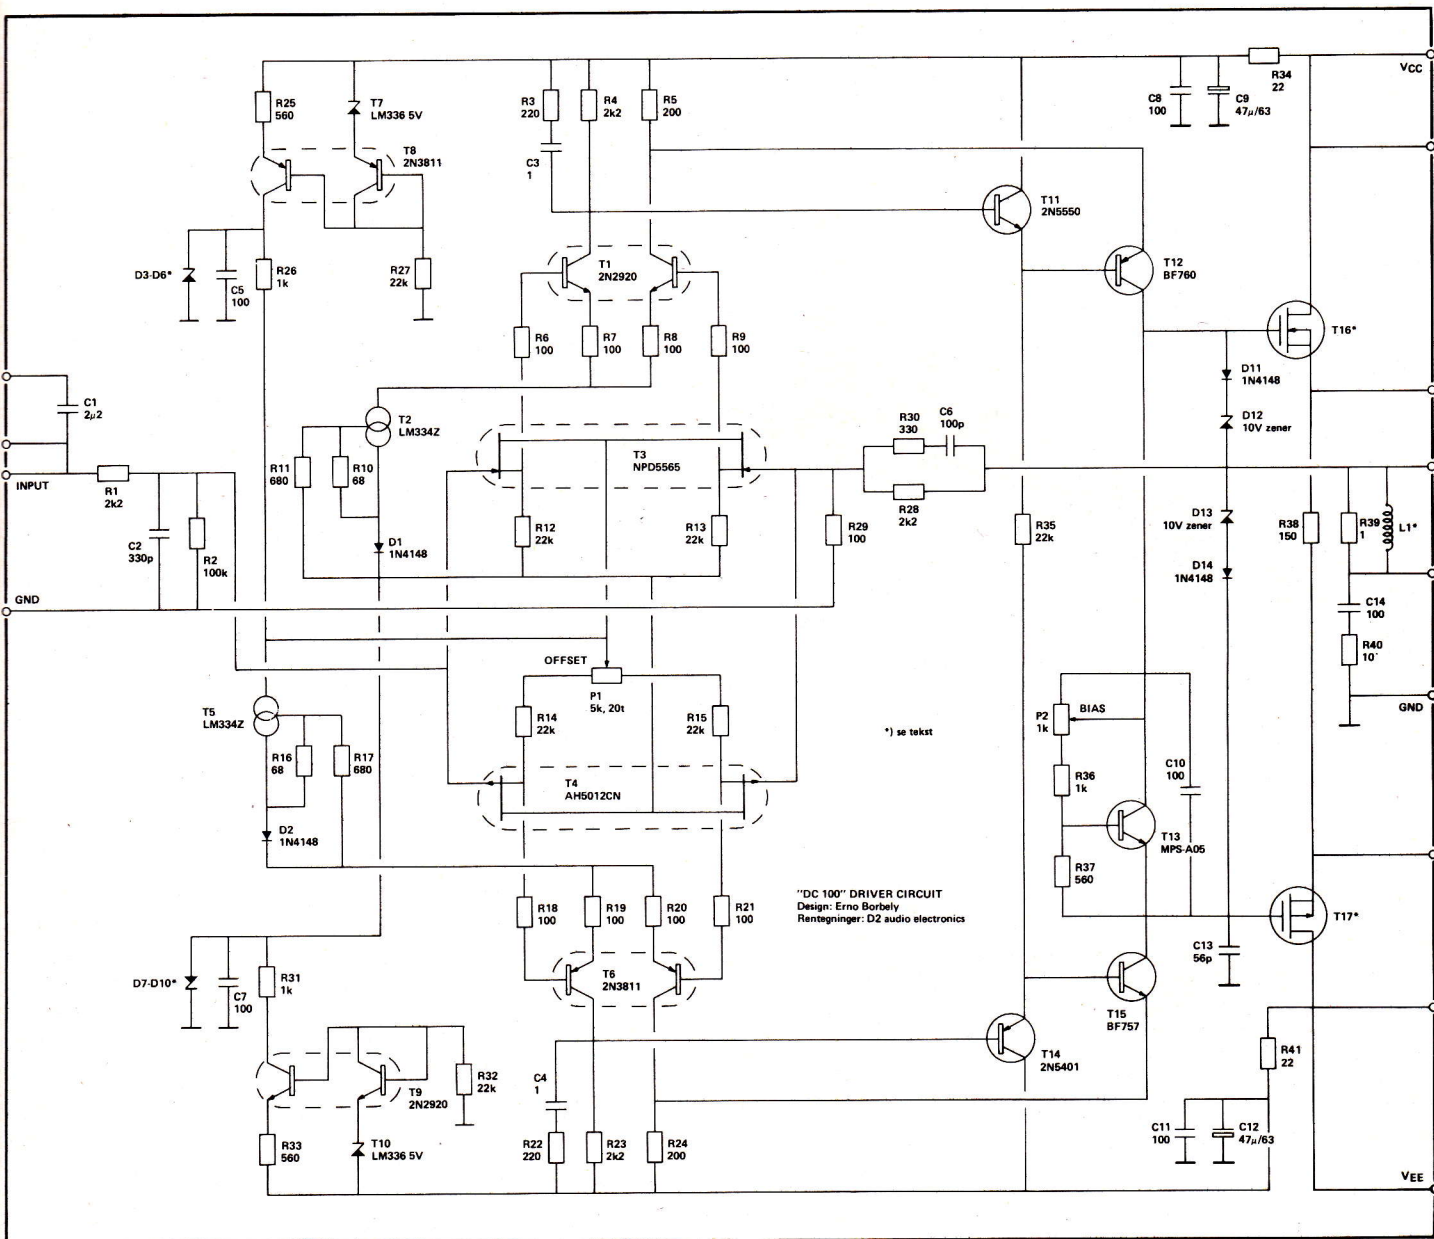 VCC
R34
22
R25
560
T7
LM336 5V
R3
220
R4
2k2
R5
200
C8
100
C9
47µ/63
T8
2N3811
C3
1
T11
2N5550
D3-D6*
C5
100
R26
1k
R27
22k
T1
2N2920
T12
BF760
R6
100
R7
100
R8
100
R9
100
T16*
D11
1N4148
C1
2µ2
T2
LM334Z
D12
10V zener
R30
330
C6
100p
T3
NPD5565
R11
680
R10
68
INPUT
R1
2k2
R28
2k2
C2
330p
R2
100k
R12
22k
R13
22k
R29
100
R35
22k
D13
10V zener
R38
150
R39
1
L1*
D1
1N4148
D14
1N4148
GND
C14
100
R40
10
OFFSET
P1
5k, 20t
GND
T5
LM334Z
R14
22k
R15
22k
*) se tekst
P2
1k
BIAS
R16
68
R17
680
T4
AH5012CN
R36
1k
C10
100
D2
1N4148
T13
MPS-A05
R37
560
"DC 100" DRIVER CIRCUIT
Design: Erno Borbely
Rentegninger: D2 audio electronics
R18
100
R19
100
R20
100
R21
100
T17*
C13
56p
D7-D10*
C7
100
R31
1k
T6
2N3811
T15
BF757
T14
2N5401
R41
22
T9
2N2920
R32
22k
C4
1
R33
560
T10
LM336 5V
R22
220
R23
2k2
R24
200
C11
100
C12
47µ/63
VEE